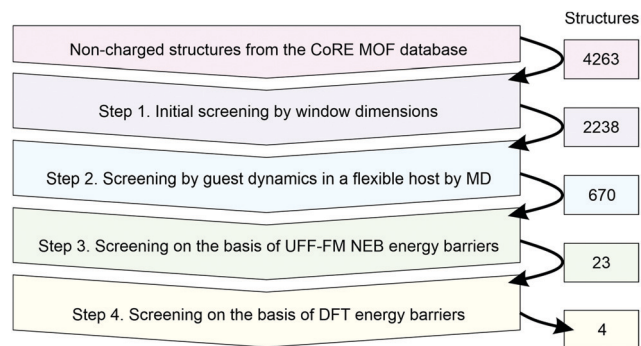 Structures
Non-charged structures from the CoRE MOF database
4263
Step 1. Initial screening by window dimensions
2238
Step 2. Screening by guest dynamics in a flexible host by MD
670
Step 3. Screening on the basis of UFF-FM NEB energy barriers
23
Step 4. Screening on the basis of DFT energy barriers
4